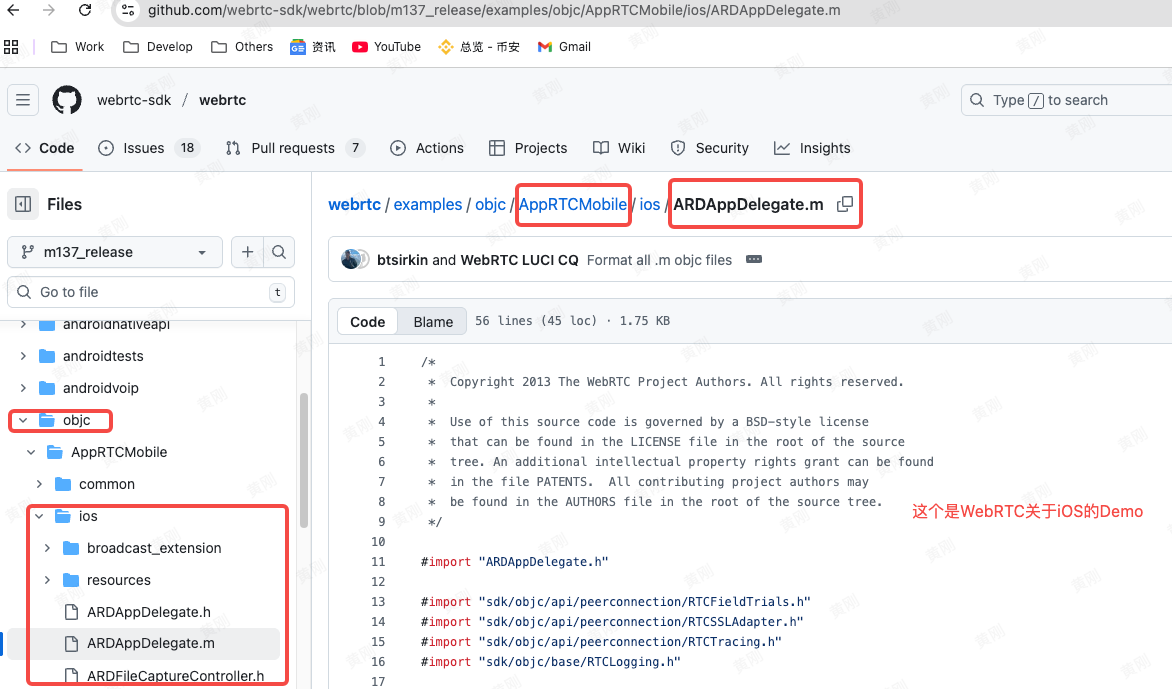 github.com/webrtc-sdk/webrtc/blob/m137_release/examples/objc/AppRTCMobile/ios/ARDAppDelegate.m
Work Develop Others 资讯 YouTube 总览 - 币安 Gmail
webrtc-sdk / webrtc
Type / to search
Code Issues 18 Pull requests 7 Actions Projects Wiki Security Insights
Files
webrtc / examples / objc / AppRTCMobile / ios / ARDAppDelegate.m
m137_release
btsirkin and WebRTC LUCI CQ Format all .m objc files
Go to file t
Code Blame 56 lines (45 loc) · 1.75 KB
androidnativeapi
androidtests
androidvoip
objc
AppRTCMobile
common
ios
broadcast_extension
resources
ARDAppDelegate.h
ARDAppDelegate.m
ARDFileCaptureController.h
1 /*
2 * Copyright 2013 The WebRTC Project Authors. All rights reserved.
3 *
4 * Use of this source code is governed by a BSD-style license
5 * that can be found in the LICENSE file in the root of the source
6 * tree. An additional intellectual property rights grant can be found
7 * in the file PATENTS.  All contributing project authors may
8 * be found in the AUTHORS file in the root of the source tree.
9 */
10
11 #import "ARDAppDelegate.h"
12
13 #import "sdk/objc/api/peerconnection/RTCFieldTrials.h"
14 #import "sdk/objc/api/peerconnection/RTCSSLAdapter.h"
15 #import "sdk/objc/api/peerconnection/RTCTracing.h"
16 #import "sdk/objc/base/RTCLogging.h"
17
这个是WebRTC关于iOS的Demo
黄刚